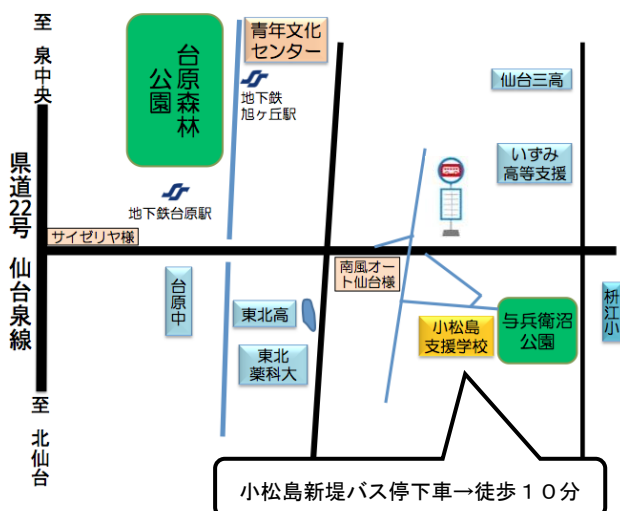 至 泉中央
台原森林
公園
青年文化
センター
地下鉄
旭ヶ丘駅
仙台三高
いずみ
高等支援
地下鉄台原駅
県道22号 仙台泉線
サイゼリヤ様
南風オー
ト仙台様
台原中
東北高
東北
薬科大
小松島
支援学校
与兵衛沼
公園
枡江小
至 北仙台
小松島新堤バス停下車→徒歩１０分